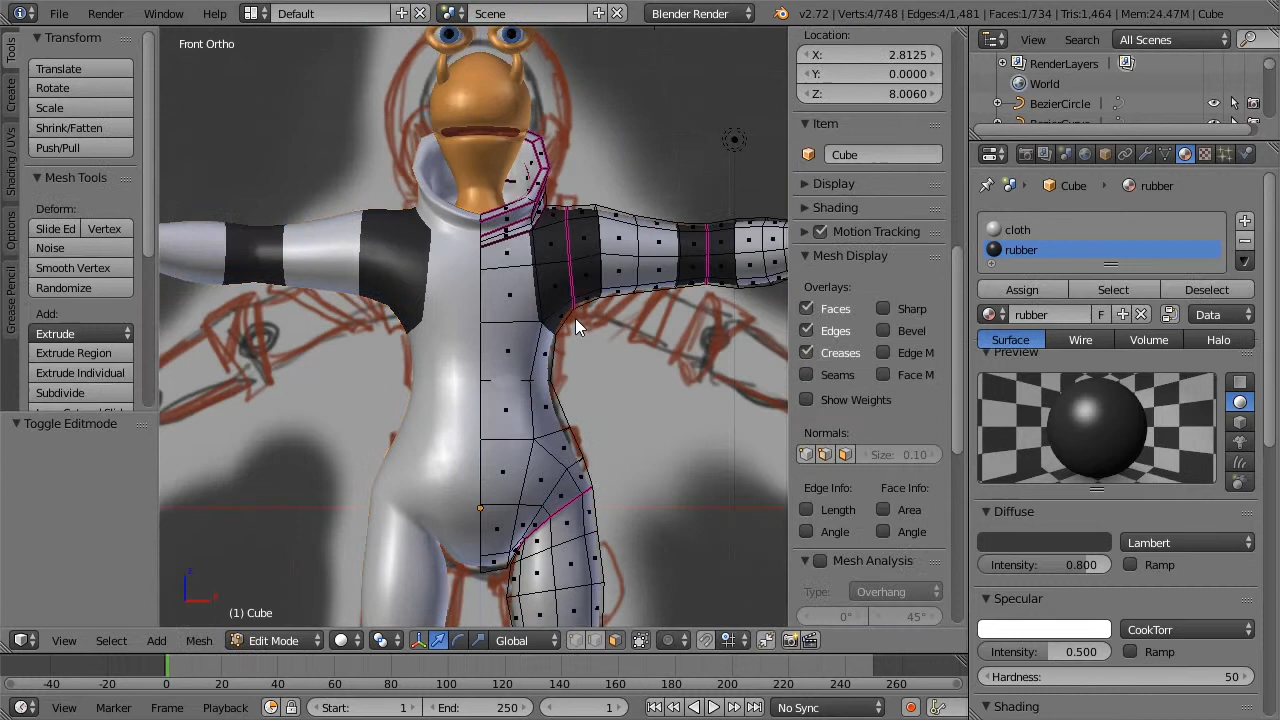 File Render Window Help Default Scene Blender Render v2.72 | Verts:4/748 | Edges:4/1,481 | Faces:1/734 | Tris:1,464 | Mem:24.47M | Cube
Tools
Create
Shading / UVs
Options
Grease Pencil
Transform
Translate
Rotate
Scale
Shrink/Fatten
Push/Pull
Mesh Tools
Deform:
Slide Ed Vertex
Noise
Smooth Vertex
Randomize
Add:
Extrude
Extrude Region
Extrude Individual
Subdivide
Toggle Editmode
Front Ortho
(1) Cube
Location:
X: 2.8125
Y: 0.0000
Z: 8.0060
Item
Cube
Display
Shading
Motion Tracking
Mesh Display
Overlays:
Faces Sharp
Edges Bevel
Creases Edge M
Seams Face M
Show Weights
Normals:
Size: 0.10
Edge Info: Face Info:
Length Area
Angle Angle
Mesh Analysis
Type: Overhang
0° 45°
View Search All Scenes
RenderLayers
World
BezierCircle
Cube rubber
cloth
rubber
Assign Select Deselect
rubber F Data
Surface Wire Volume Halo
Preview
Diffuse
Lambert
Intensity: 0.800 Ramp
Specular
CookTorr
Intensity: 0.500 Ramp
Hardness: 50
Shading
View Select Add Mesh Edit Mode Global
-40 -20 0 20 40 60 80 100 120 140 160 180 200 220 240 260
View Marker Frame Playback Start: 1 End: 250 1 No Sync